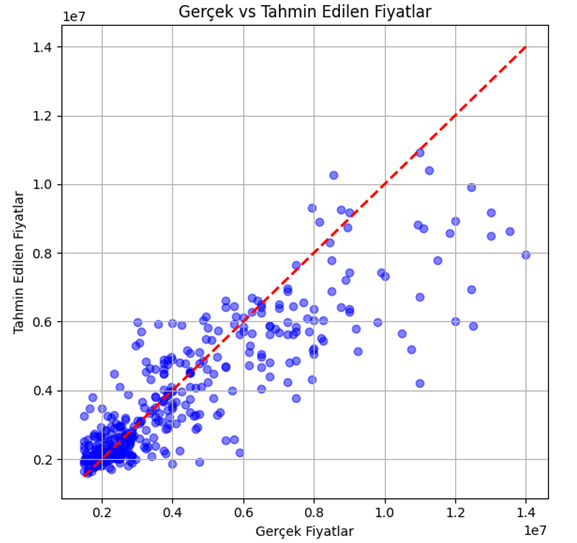 Gerçek vs Tahmin Edilen Fiyatlar
1e7
1.4
1.2
1.0
0.8
0.6
0.4
0.2
Tahmin Edilen Fiyatlar
0.2 0.4 0.6 0.8 1.0 1.2 1.4
1e7
Gerçek Fiyatlar